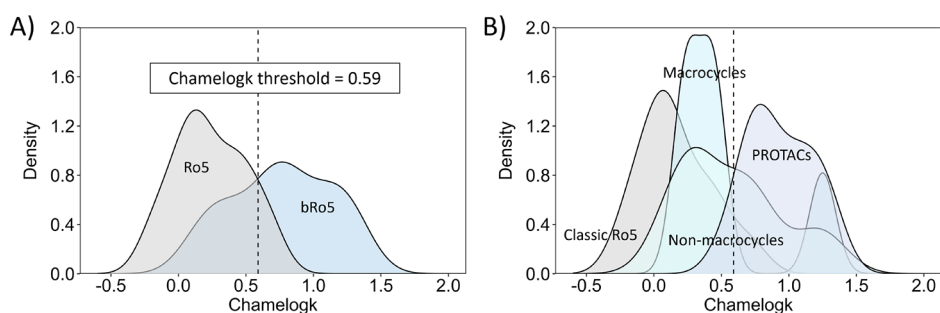 A)
2.0
1.6
1.2
0.8
0.4
0.0
Density
Chamelogk threshold = 0.59
Ro5
bRo5
-0.5 0.0 0.5 1.0 1.5 2.0
Chamelogk
B)
2.0
1.6
1.2
0.8
0.4
0.0
Density
Macrocycles
PROTACs
Classic Ro5
Non-macrocycles
-0.5 0.0 0.5 1.0 1.5 2.0
Chamelogk